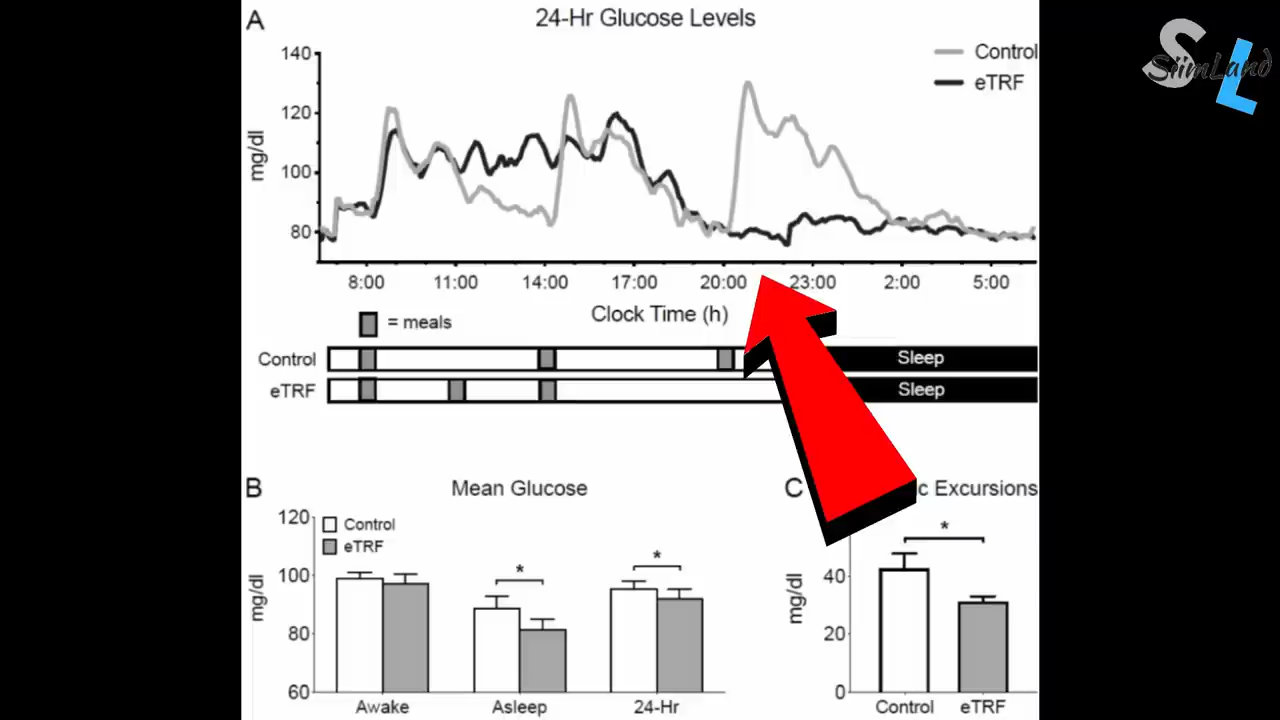 A
24-Hr Glucose Levels
S
L
SiimLand
Control
eTRF
140
120
100
80
mg/dl
8:00 11:00 14:00 17:00 20:00 23:00 2:00 5:00
Clock Time (h)
= meals
Control
Sleep
eTRF
Sleep
B
Mean Glucose
Control
eTRF
120
100
80
60
mg/dl
*
*
Awake Asleep 24-Hr
C
c Excursions
*
40
20
0
mg/dl
Control eTRF